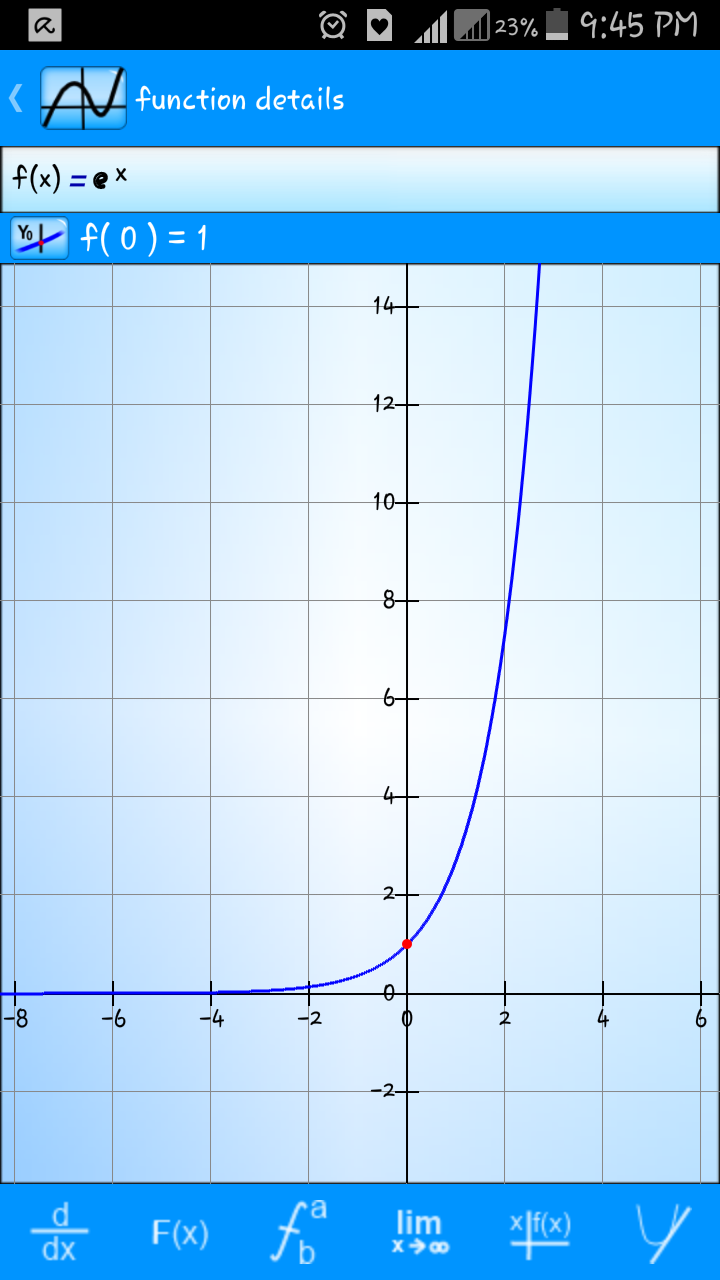 23% 9:45 PM
function details
f(x) = e^x
Y₀ f( 0 ) = 1
14
12
10
8
6
4
2
0
-8 -6 -4 -2 0 2 4 6
-2
d/dx F(x) ∫ a b lim x→∞ x|f(x)